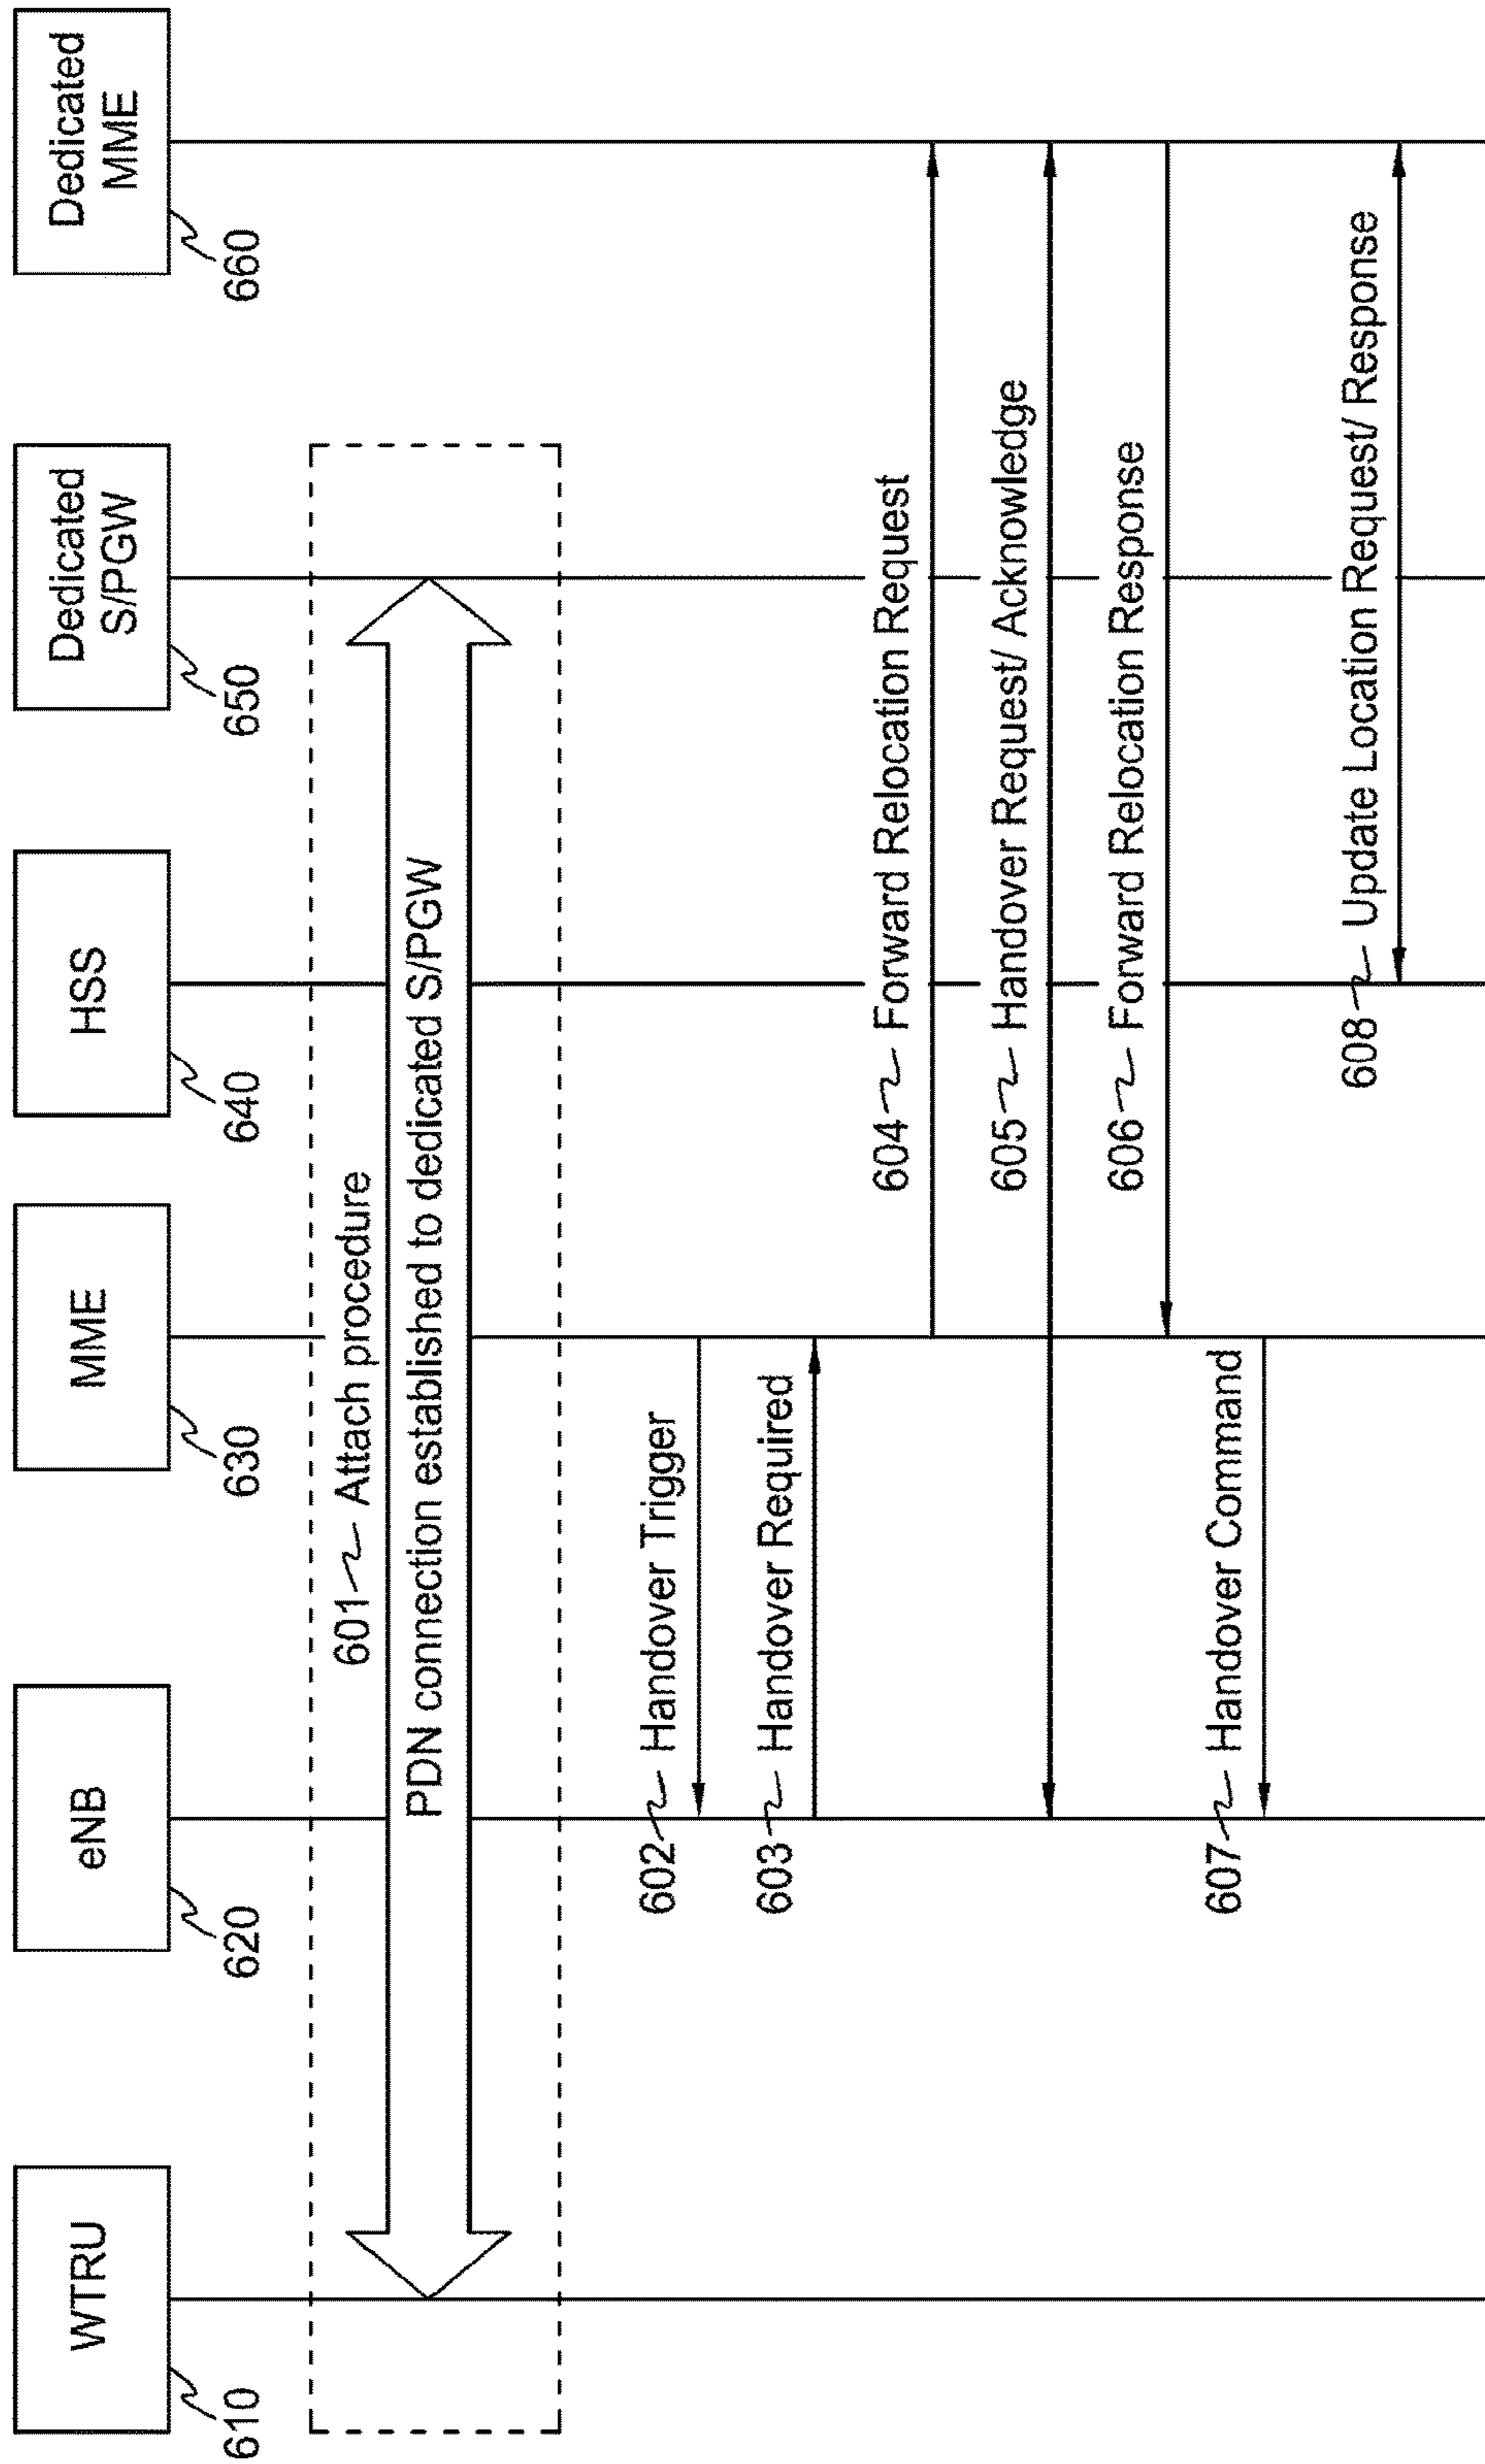 WTRU
610
eNB
620
MME
630
HSS
640
Dedicated
S/PGW
650
Dedicated
MME
660
601 Attach procedure
PDN connection established to dedicated S/PGW
602 Handover Trigger
603 Handover Required
604 Forward Relocation Request
605 Handover Request/ Acknowledge
606 Forward Relocation Response
607 Handover Command
608 Update Location Request/ Response